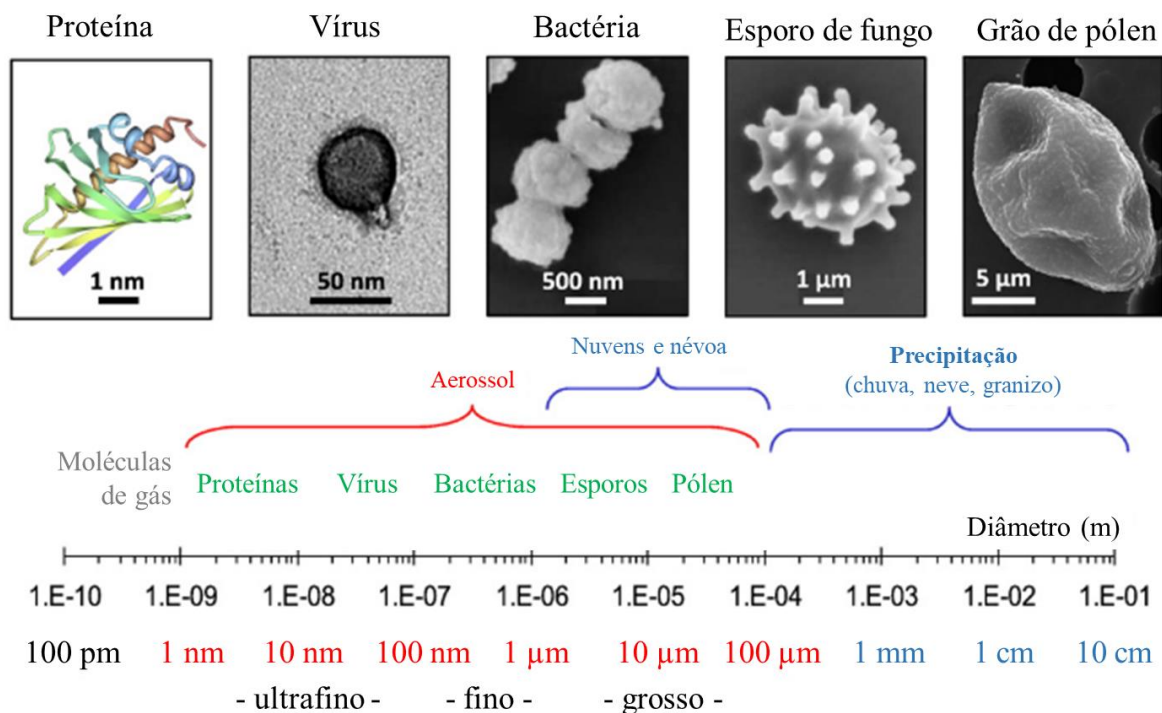 Proteína Vírus Bactéria Esporo de fungo Grão de pólen
1 nm 50 nm 500 nm 1 µm 5 µm
Nuvens e névoa
Precipitação
(chuva, neve, granizo)
Aerossol
Moléculas
de gás
Proteínas Vírus Bactérias Esporos Pólen
Diâmetro (m)
1.E-10 1.E-09 1.E-08 1.E-07 1.E-06 1.E-05 1.E-04 1.E-03 1.E-02 1.E-01
100 pm 1 nm 10 nm 100 nm 1 µm 10 µm 100 µm 1 mm 1 cm 10 cm
- ultrafino - - fino - - grosso -